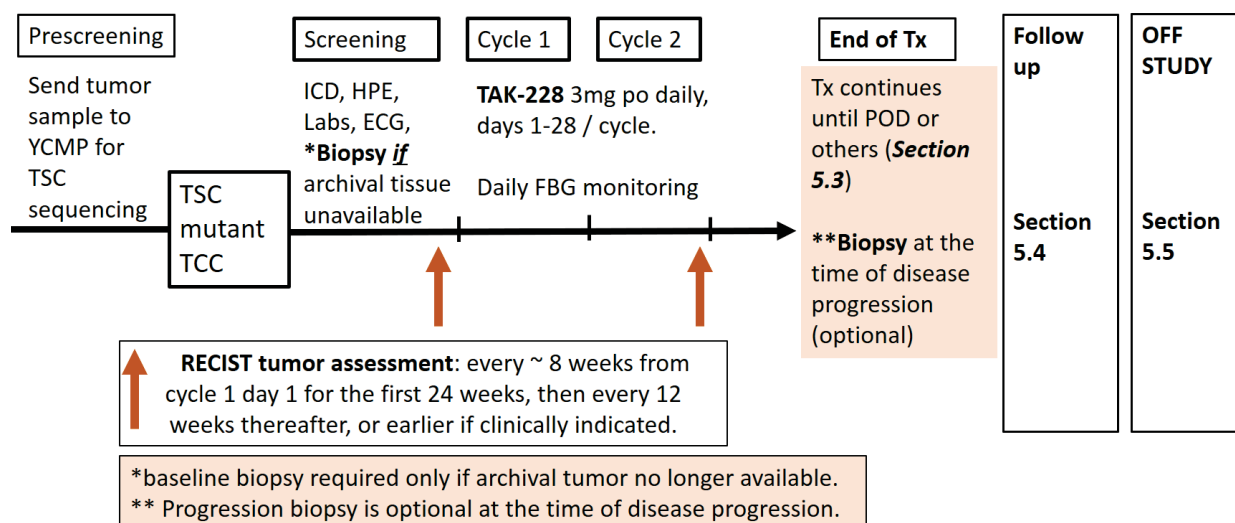 Prescreening
Send tumor
sample to
YCMP for
TSC
sequencing
TSC
mutant
TCC
Screening
ICD, HPE,
Labs, ECG,
*Biopsy if
archival tissue
unavailable
Cycle 1
Cycle 2
TAK-228 3mg po daily,
days 1-28 / cycle.
Daily FBG monitoring
End of Tx
Tx continues
until POD or
others (Section
5.3)
**Biopsy at the
time of disease
progression
(optional)
Follow
up
Section
5.4
OFF
STUDY
Section
5.5
RECIST tumor assessment: every ~ 8 weeks from
cycle 1 day 1 for the first 24 weeks, then every 12
weeks thereafter, or earlier if clinically indicated.
*baseline biopsy required only if archival tumor no longer available.
** Progression biopsy is optional at the time of disease progression.